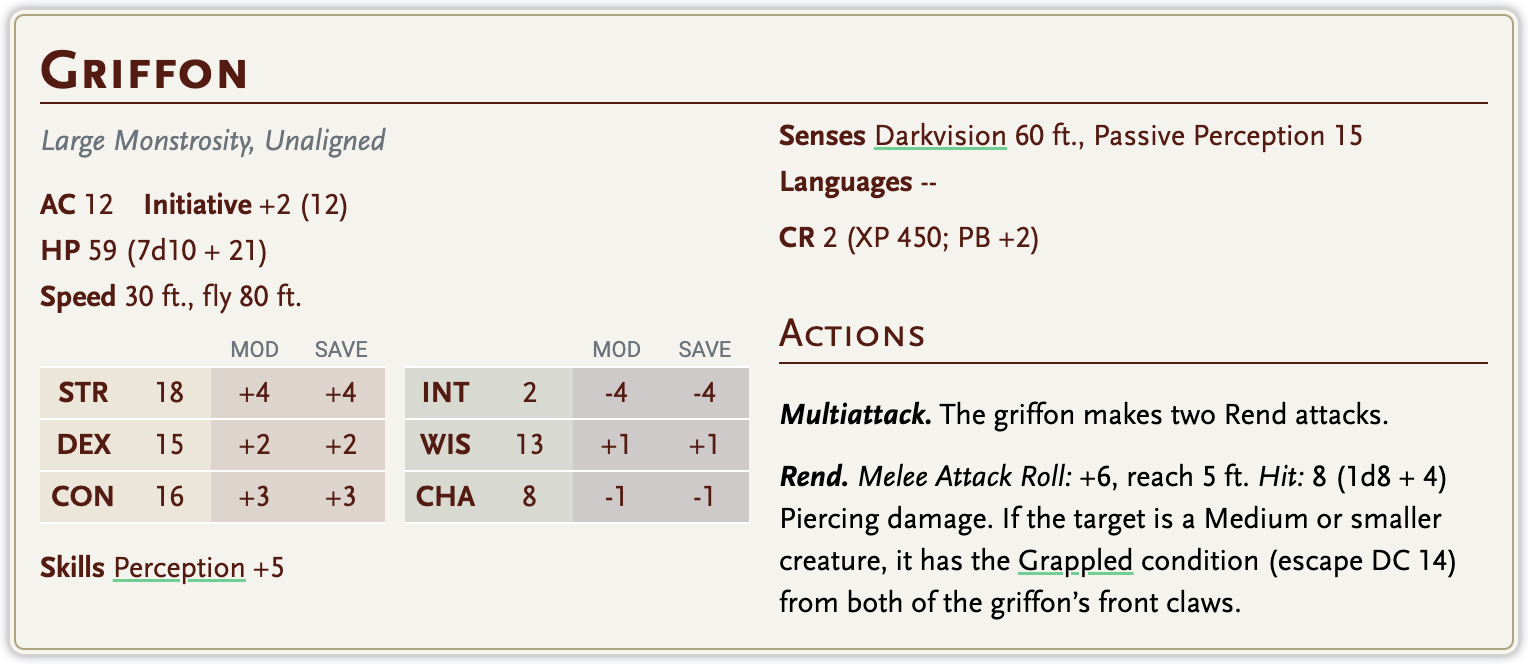 GRIFFON
Large Monstrosity, Unaligned
AC 12 Initiative +2 (12)
HP 59 (7d10 + 21)
Speed 30 ft., fly 80 ft.
MOD SAVE MOD SAVE
STR 18 +4 +4 INT 2 -4 -4
DEX 15 +2 +2 WIS 13 +1 +1
CON 16 +3 +3 CHA 8 -1 -1
Skills Perception +5
Senses Darkvision 60 ft., Passive Perception 15
Languages --
CR 2 (XP 450; PB +2)
ACTIONS
Multiattack. The griffon makes two Rend attacks.
Rend. Melee Attack Roll: +6, reach 5 ft. Hit: 8 (1d8 + 4)
Piercing damage. If the target is a Medium or smaller
creature, it has the Grappled condition (escape DC 14)
from both of the griffon’s front claws.